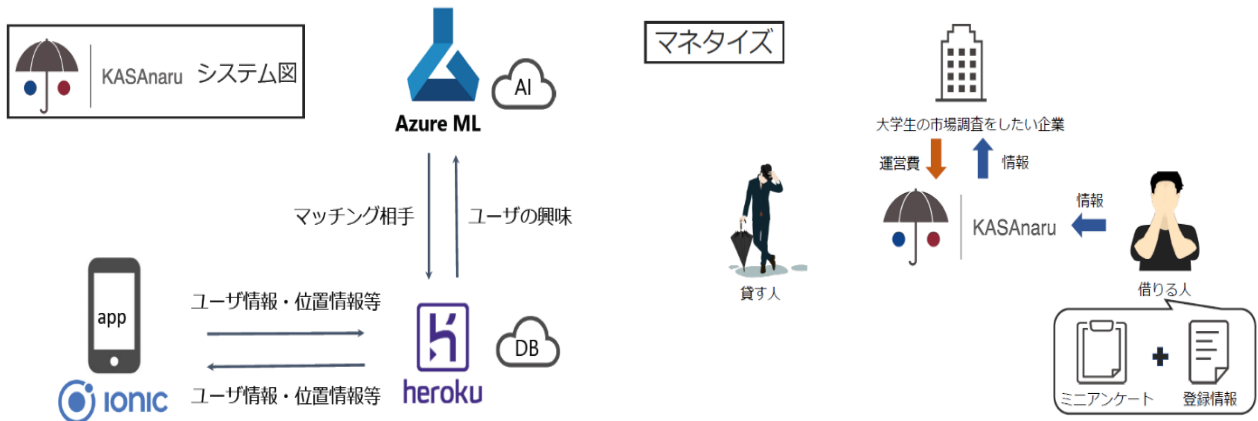 KASAnaru システム図
Azure ML
AI
マッチング相手
ユーザの興味
app
ユーザ情報・位置情報等
ユーザ情報・位置情報等
IONIC
heroku
DB
マネタイズ
大学生の市場調査をしたい企業
運営費
情報
KASAnaru
情報
貸す人
借りる人
ミニアンケート
+
登録情報